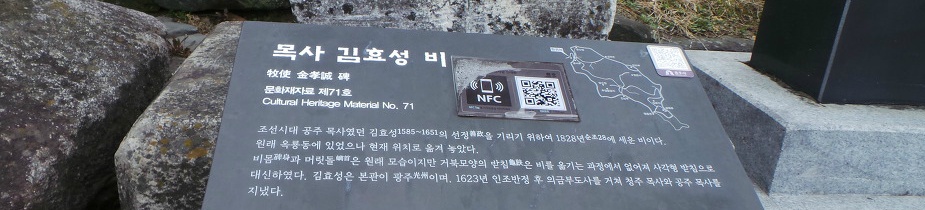 목사 김효성 비
牧使 金孝誠 碑
문화재자료 제71호
Cultural Heritage Material No. 71
NFC
조선시대 공주 목사였던 김효성1585~1651의 선정善政을 기리기 위하여 1828년순조28에 세운 비이다.
원래 옥룡동에 있었으나 현재 위치로 옮겨 놓았다.
비몸碑身과 머릿돌螭首은 원래 모습이지만 거북모양의 받침龜趺은 비를 옮기는 과정에서 없어져 사각형 받침으로
대신하였다. 김효성은 본관이 광주光州이며, 1623년 인조반정 후 의금부도사를 거쳐 청주 목사와 공주 목사를
지냈다.